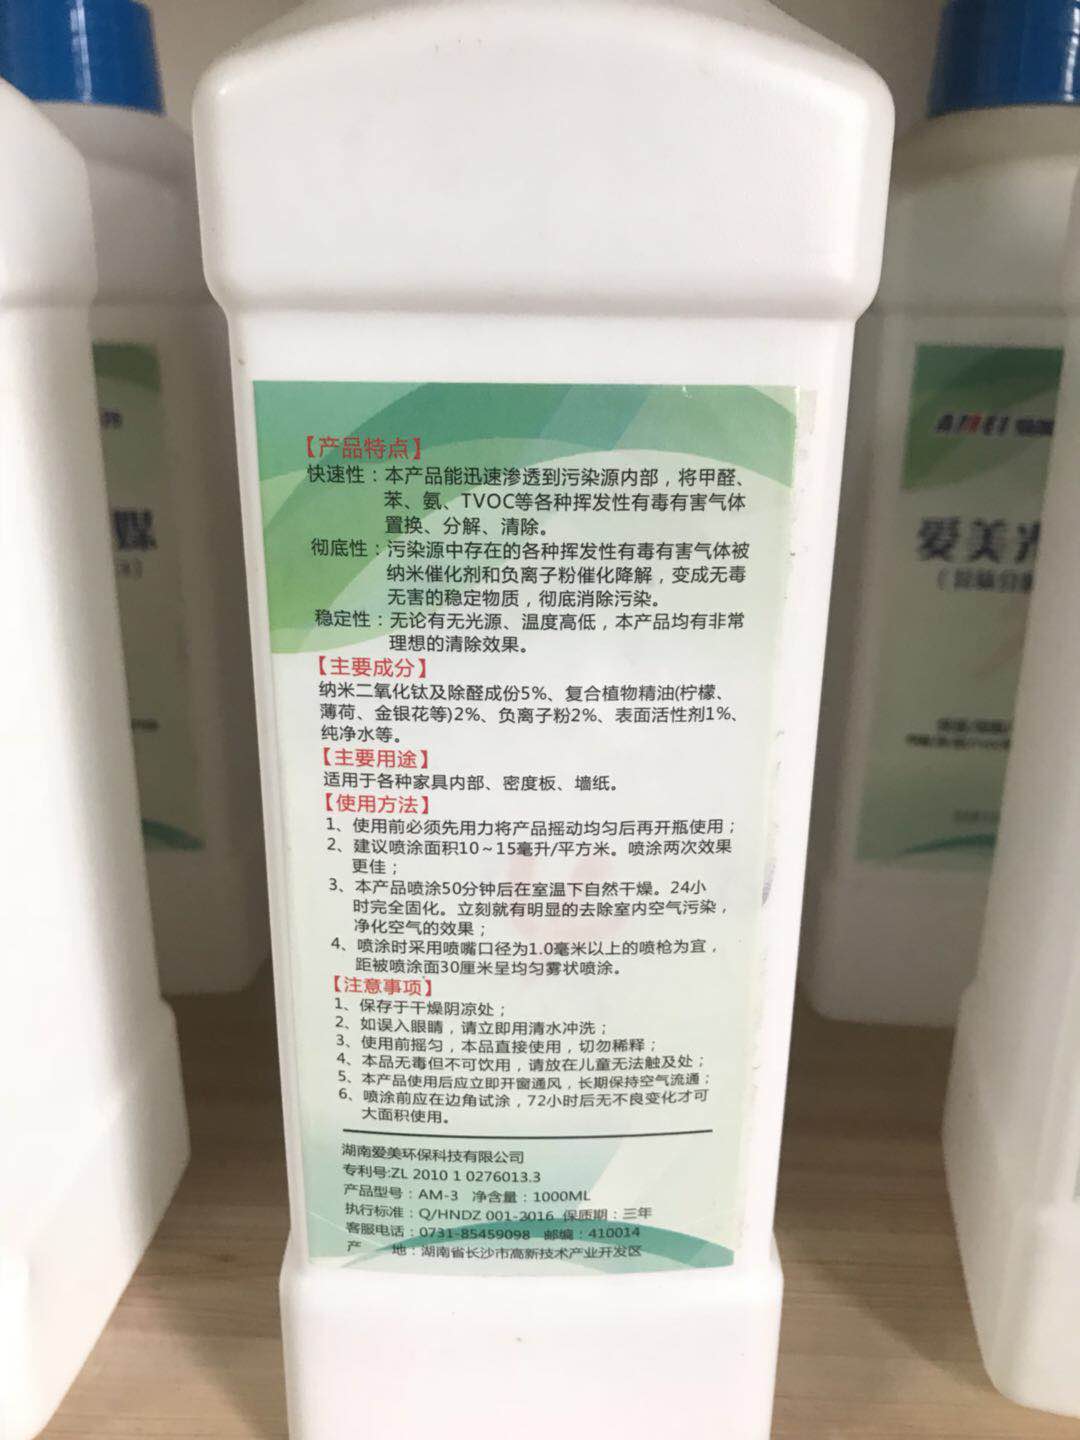 【产品特点】
快速性：本产品能迅速渗透到污染源内部，将甲醛、
苯、氨、TVOC等各种挥发性有毒有害气体
置换、分解、清除。
彻底性：污染源中存在的各种挥发性有毒有害气体被
纳米催化剂和负离子粉催化降解，变成无毒
无害的稳定物质，彻底消除污染。
稳定性：无论有无光源、温度高低，本产品均有非常
理想的清除效果。
【主要成分】
纳米二氧化钛及除醛成份5%、复合植物精油(柠檬、
薄荷、金银花等)2%、负离子粉2%、表面活性剂1%、
纯净水等。
【主要用途】
适用于各种家具内部、密度板、墙纸。
【使用方法】
1、使用前必须先用力将产品摇动均匀后再开瓶使用；
2、建议喷涂面积10～15毫升/平方米。喷涂两次效果
更佳；
3、本产品喷涂50分钟后在室温下自然干燥。24小
时完全固化。立刻就有明显的去除室内空气污染，
净化空气的效果；
4、喷涂时采用喷嘴口径为1.0毫米以上的喷枪为宜，
距被喷涂面30厘米呈均匀雾状喷涂。
【注意事项】
1、保存于干燥阴凉处；
2、如误入眼睛，请立即用清水冲洗；
3、使用前摇匀，本品直接使用，切勿稀释；
4、本品无毒但不可饮用，请放在儿童无法触及处；
5、本产品使用后应立即开窗通风，长期保持空气流通；
6、喷涂前应在边角试涂，72小时后无不良变化才可
大面积使用。
湖南爱美环保科技有限公司
专利号:ZL 2010 1 0276013.3
产品型号：AM-3 净含量：1000ML
执行标准：Q/HNDZ 001-2016 保质期：三年
客服电话：0731-85459098 邮编：410014
产 地：湖南省长沙市高新技术产业开发区
AIMEI
爱美光
媒